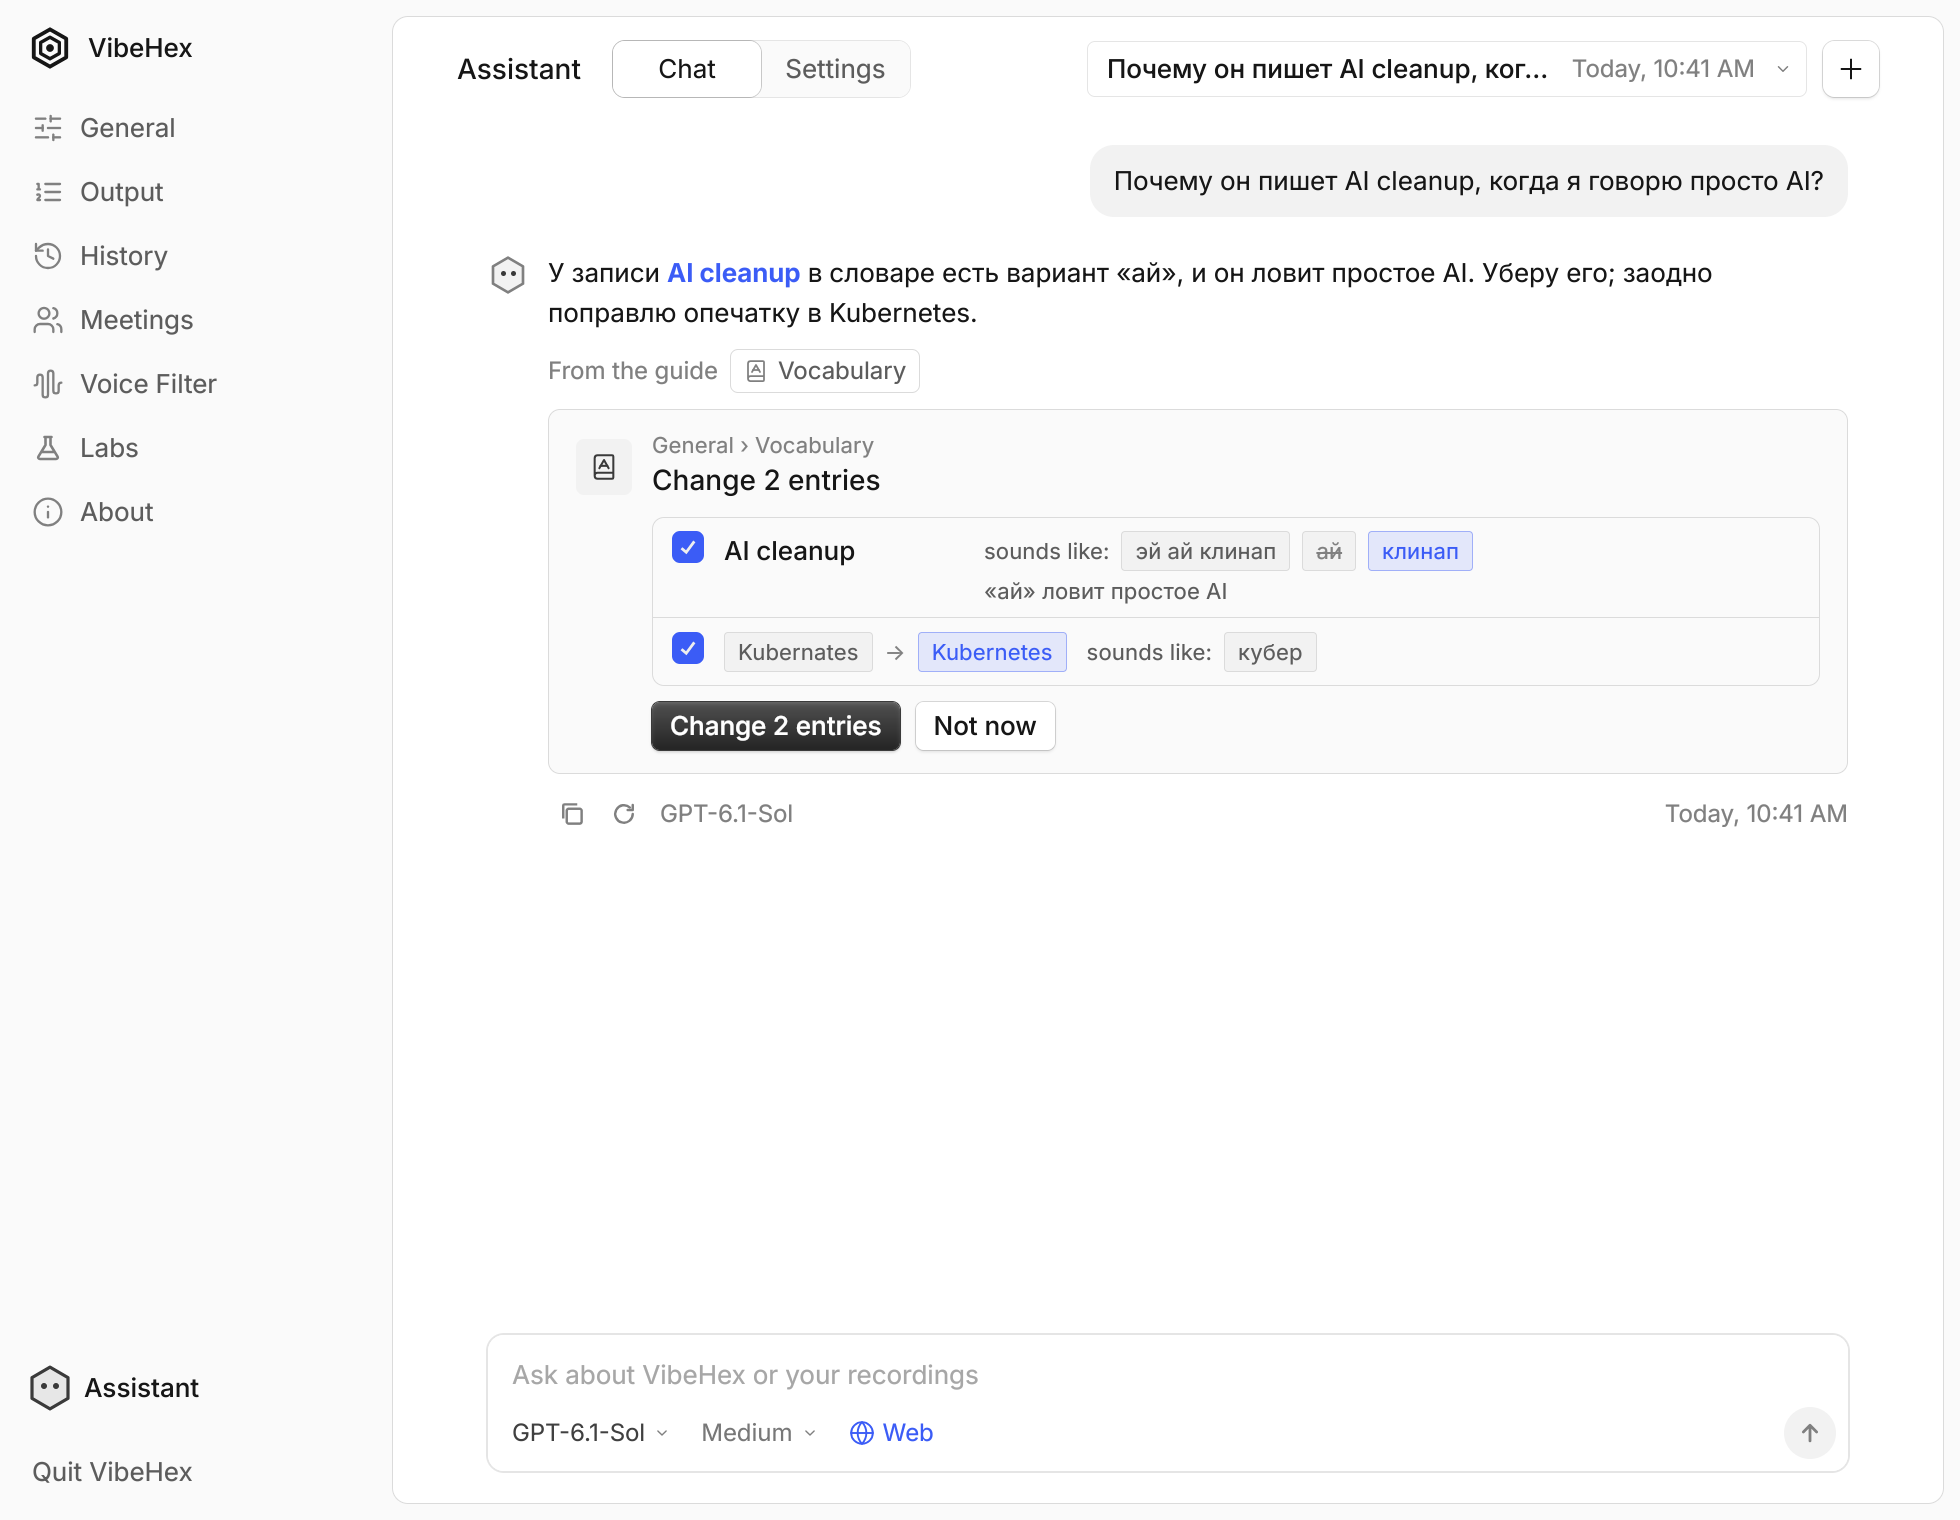 VibeHex
General
Output
History
Meetings
Voice Filter
Labs
About
Assistant
Quit VibeHex
Assistant
Chat
Settings
Почему он пишет AI cleanup, ког...
Today, 10:41 AM
Почему он пишет AI cleanup, когда я говорю просто AI?
У записи AI cleanup в словаре есть вариант «ай», и он ловит простое AI. Уберу его; заодно
поправлю опечатку в Kubernetes.
From the guide Vocabulary
General › Vocabulary
Change 2 entries
AI cleanup sounds like: эй ай клинап ай клинап
«ай» ловит простое AI
Kubernates → Kubernetes sounds like: кубер
Change 2 entries Not now
GPT-6.1-Sol Today, 10:41 AM
Ask about VibeHex or your recordings
GPT-6.1-Sol Medium Web